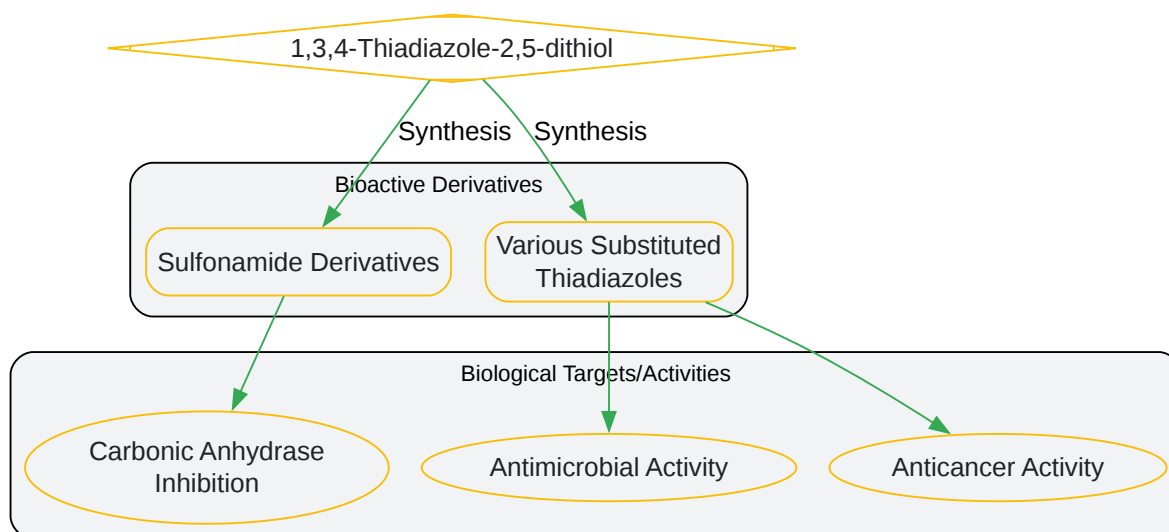 1,3,4-Thiadiazole-2,5-dithiol
Synthesis
Synthesis
Bioactive Derivatives
Sulfonamide Derivatives
Various Substituted
Thiadiazoles
Biological Targets/Activities
Carbonic Anhydrase
Inhibition
Antimicrobial Activity
Anticancer Activity